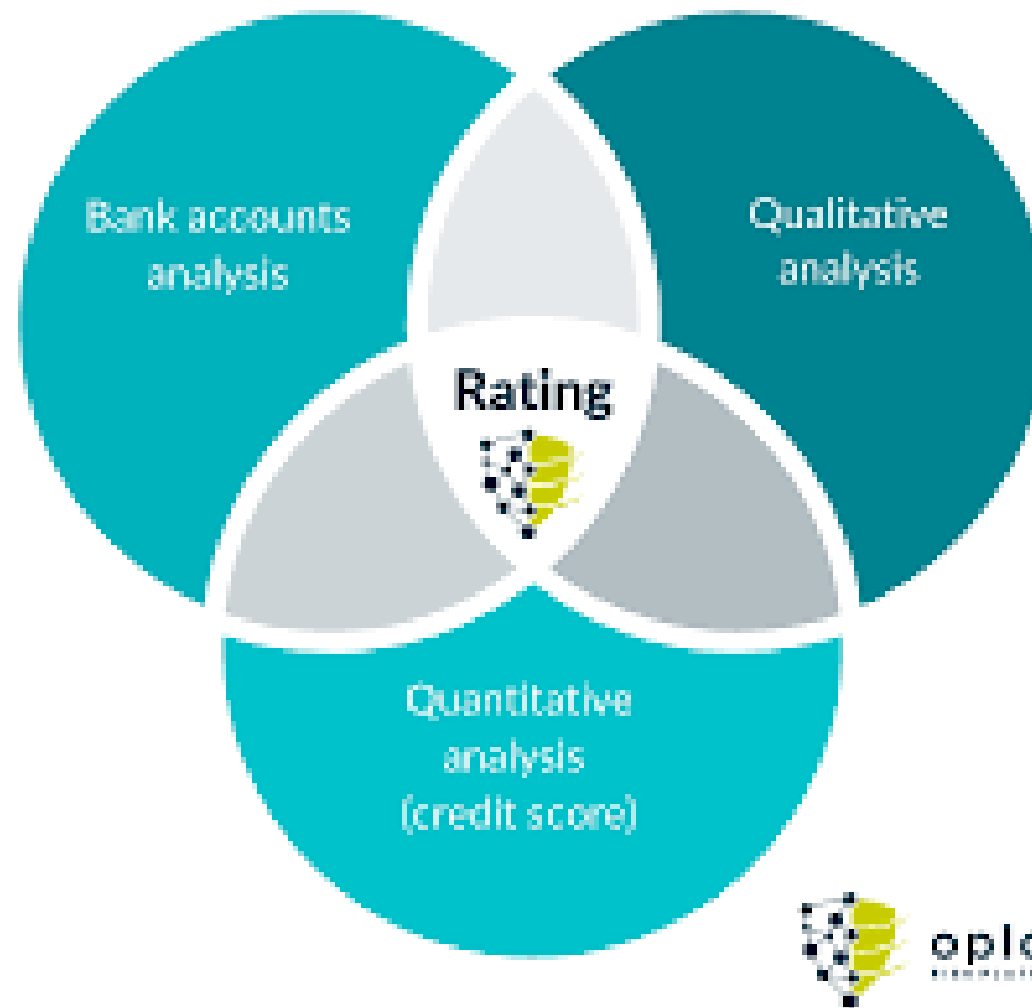 Bank accounts
analysis
Qualitative
analysis
Rating
Quantitative
analysis
(credit score)